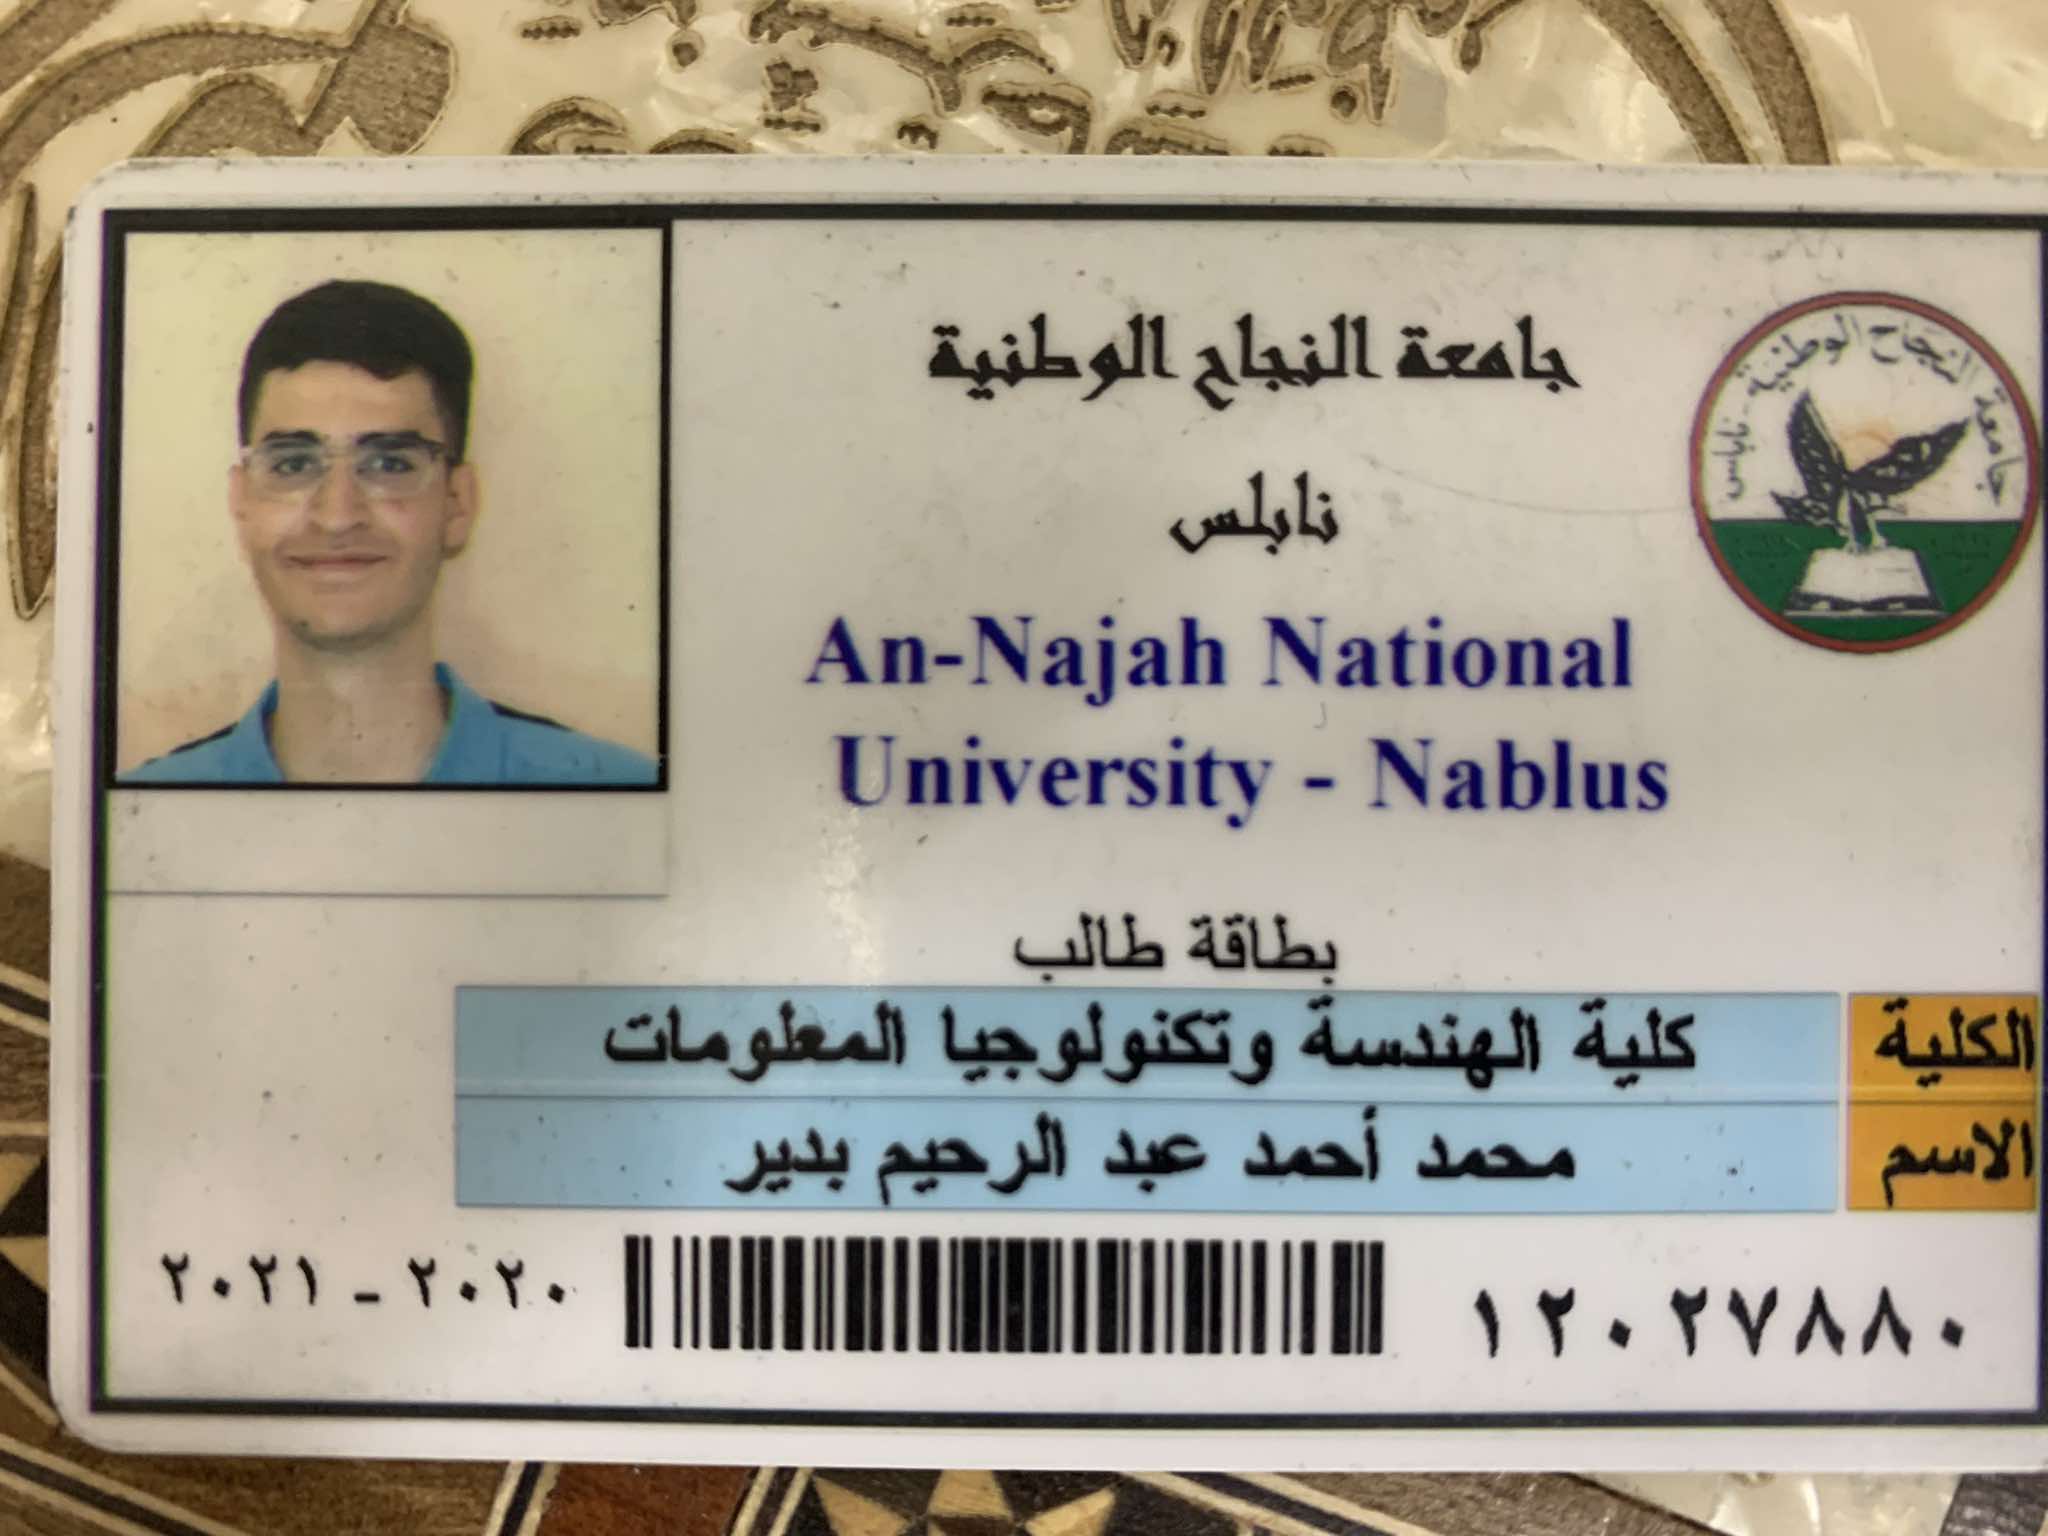 جامعة النجاح الوطنية
نابلس
جامعة النجاح الوطنية - نابلس
An-Najah National
University - Nablus
بطاقة طالب
الكلية كلية الهندسة وتكنولوجيا المعلومات
الاسم محمد أحمد عبد الرحيم بدير
١٢٠٢٧٨٨٠
٢٠٢٠ - ٢٠٢١